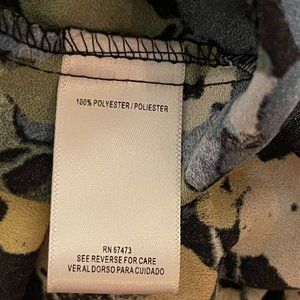 100% POLYESTER / POLIESTER
RN 67473
SEE REVERSE FOR CARE
VER AL DORSO PARA CUIDADO